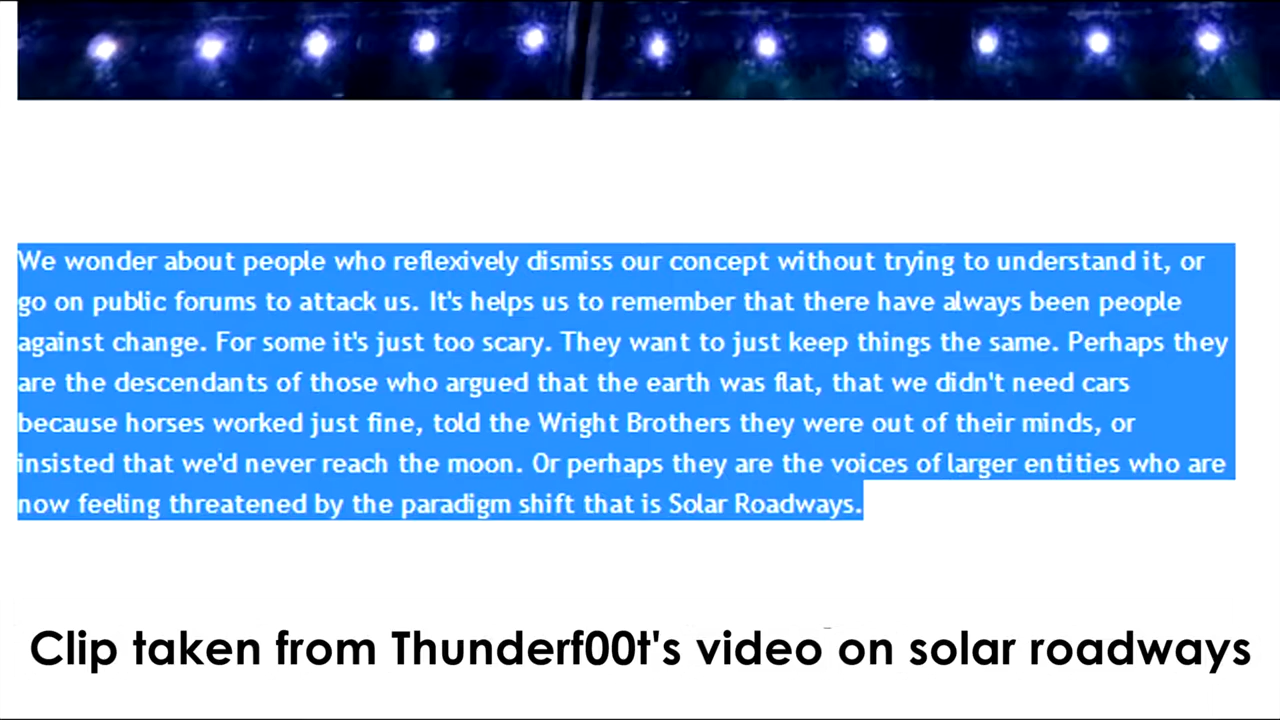 We wonder about people who reflexively dismiss our concept without trying to understand it, or
go on public forums to attack us. It's helps us to remember that there have always been people
against change. For some it's just too scary. They want to just keep things the same. Perhaps they
are the descendants of those who argued that the earth was flat, that we didn't need cars
because horses worked just fine, told the Wright Brothers they were out of their minds, or
insisted that we'd never reach the moon. Or perhaps they are the voices of larger entities who are
now feeling threatened by the paradigm shift that is Solar Roadways.
Clip taken from Thunderf00t's video on solar roadways